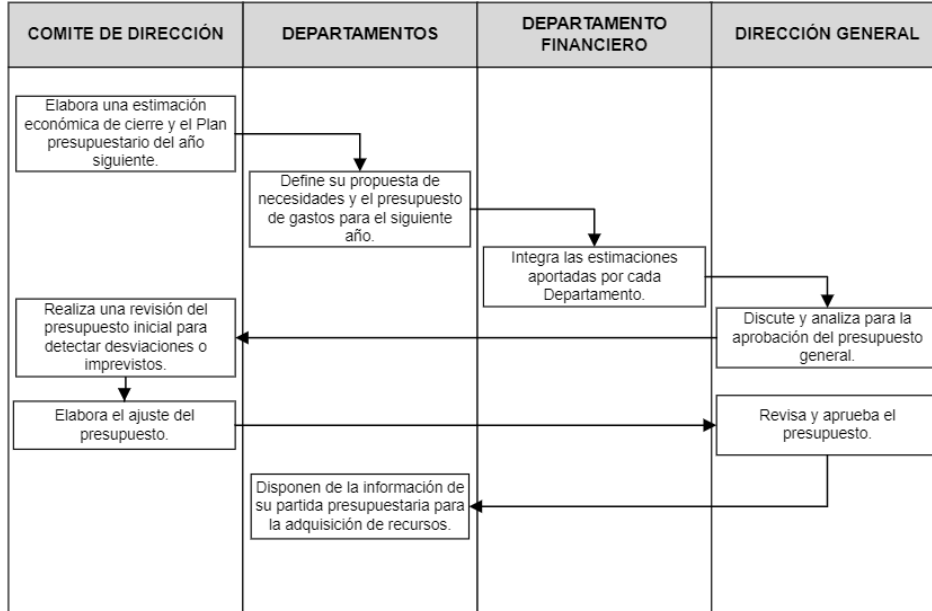 COMITE DE DIRECCIÓN
DEPARTAMENTOS
DEPARTAMENTO
FINANCIERO
DIRECCIÓN GENERAL
Elabora una estimación
económica de cierre y el Plan
presupuestario del año
siguiente.
Define su propuesta de
necesidades y el presupuesto
de gastos para el siguiente
año.
Integra las estimaciones
aportadas por cada
Departamento.
Discute y analiza para la
aprobación del presupuesto
general.
Realiza una revisión del
presupuesto inicial para
detectar desviaciones o
imprevistos.
Elabora el ajuste del
presupuesto.
Revisa y aprueba el
presupuesto.
Disponen de la información de
su partida presupuestaria para
la adquisición de recursos.